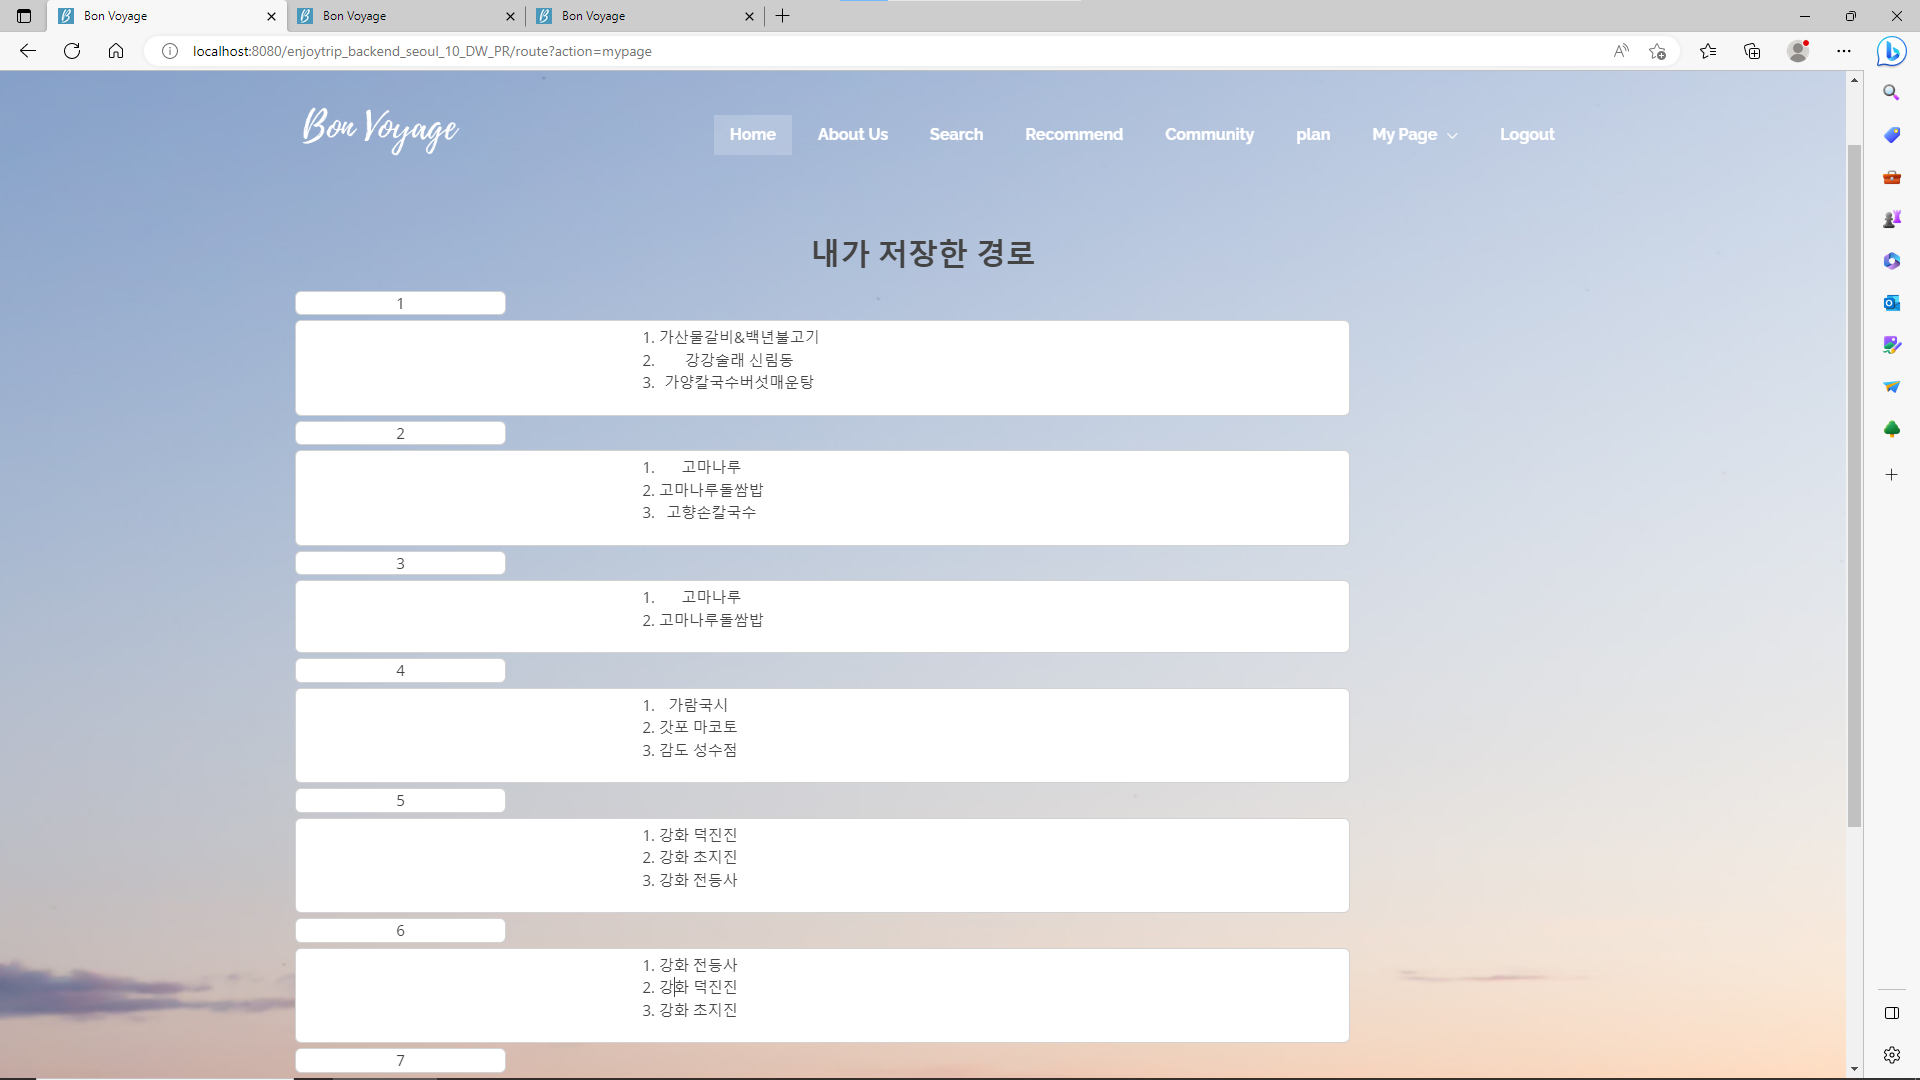 Bon Voyage
Bon Voyage
Bon Voyage
localhost:8080/enjoytrip_backend_seoul_10_DW_PR/route?action=mypage
Bon Voyage
Home About Us Search Recommend Community plan My Page Logout
내가 저장한 경로
1
1. 가산물갈비&백년불고기
2. 강강술래 신림동
3. 가양칼국수버섯매운탕
2
1. 고마나루
2. 고마나루돌쌈밥
3. 고향손칼국수
3
1. 고마나루
2. 고마나루돌쌈밥
4
1. 가람국시
2. 갓포 마코토
3. 감도 성수점
5
1. 강화 덕진진
2. 강화 초지진
3. 강화 전등사
6
1. 강화 전등사
2. 강화 덕진진
3. 강화 초지진
7